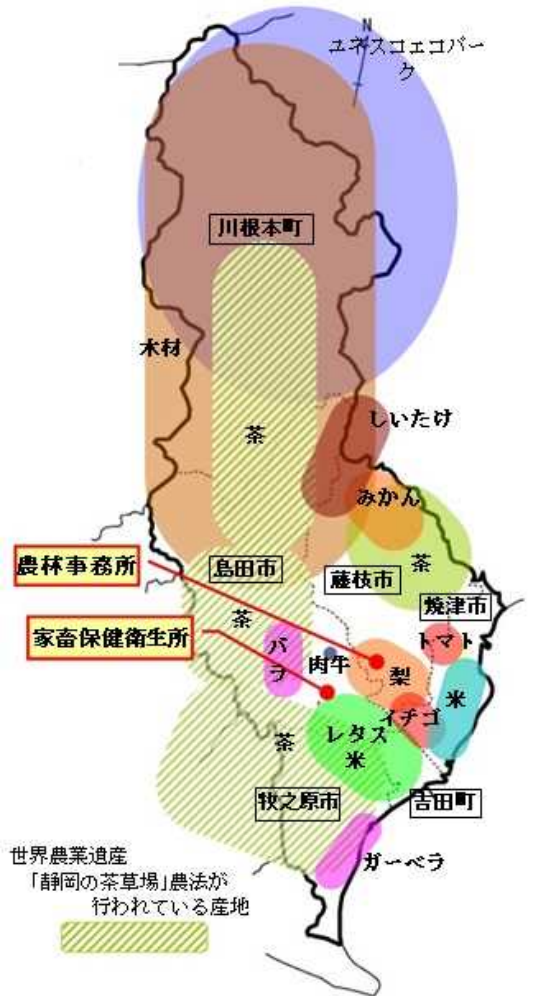 N
ユネスコエコパー
ク
川根本町
木材
しいたけ
茶
みかん
農林事務所
島田市
藤枝市
茶
焼津市
家畜保健衛生所
茶
バラ
肉牛
トマト
梨
米
イチゴ
レタス
米
茶
牧之原市
吉田町
ガーベラ
世界農業遺産
「静岡の茶草場」農法が
行われている産地